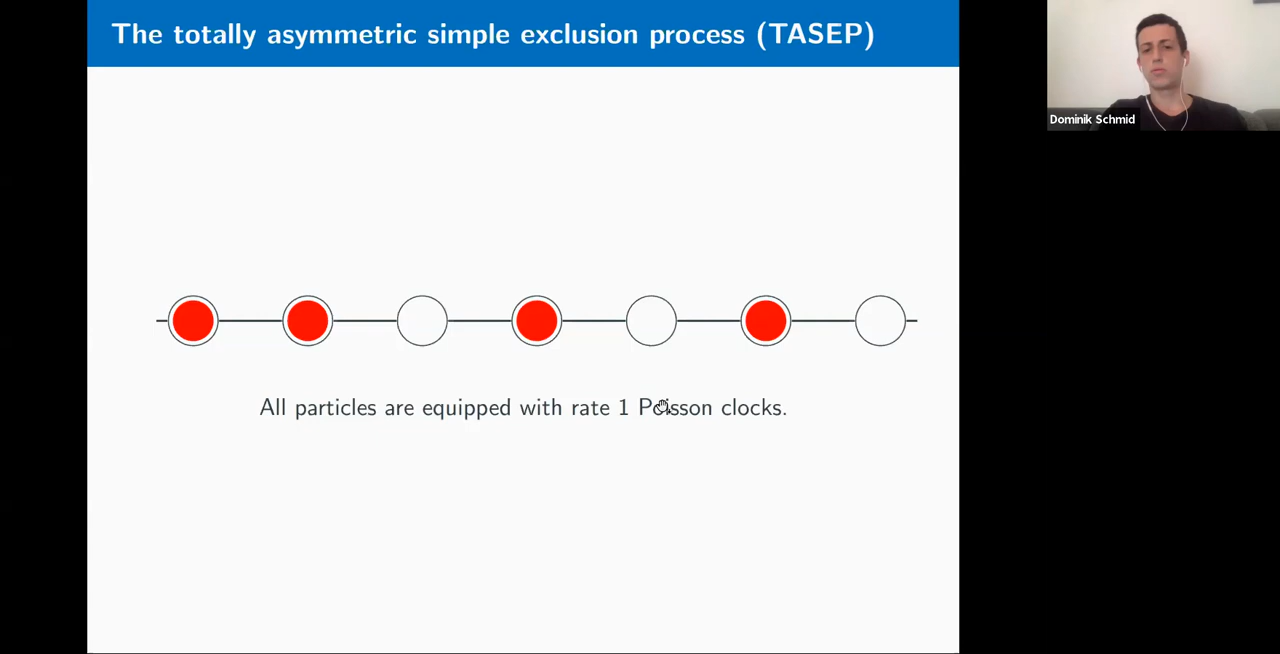 The totally asymmetric simple exclusion process (TASEP)
Dominik Schmid
All particles are equipped with rate 1 Poisson clocks.